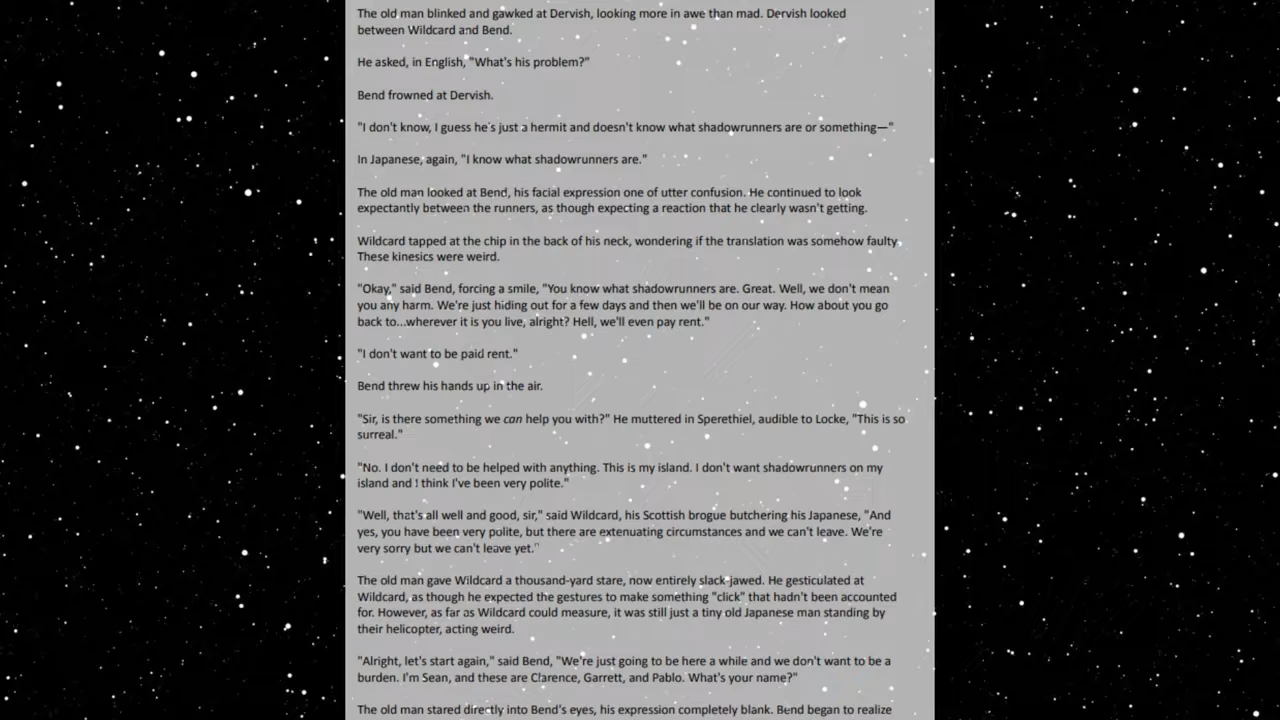 The old man blinked and gawked at Dervish, looking more in awe than mad. Dervish looked
between Wildcard and Bend.
He asked, in English, "What's his problem?"
Bend frowned at Dervish.
"I don't know, I guess he's just a hermit and doesn't know what shadowrunners are or something—"
In Japanese, again, "I know what shadowrunners are."
The old man looked at Bend, his facial expression one of utter confusion. He continued to look
expectantly between the runners, as though expecting a reaction that he clearly wasn't getting.
Wildcard tapped at the chip in the back of his neck, wondering if the translation was somehow faulty.
These kinesics were weird.
"Okay," said Bend, forcing a smile, "You know what shadowrunners are. Great. Well, we don't mean
you any harm. We're just hiding out for a few days and then we'll be on our way. How about you go
back to...wherever it is you live, alright? Hell, we'll even pay rent."
"I don't want to be paid rent."
Bend threw his hands up in the air.
"Sir, is there something we can help you with?" He muttered in Sperethiel, audible to Locke, "This is so
surreal."
"No. I don't need to be helped with anything. This is my island. I don't want shadowrunners on my
island and I think I've been very polite."
"Well, that's all well and good, sir," said Wildcard, his Scottish brogue butchering his Japanese, "And
yes, you have been very polite, but there are extenuating circumstances and we can't leave. We're
very sorry but we can't leave yet."
The old man gave Wildcard a thousand-yard stare, now entirely slack-jawed. He gesticulated at
Wildcard, as though he expected the gestures to make something "click" that hadn't been accounted
for. However, as far as Wildcard could measure, it was still just a tiny old Japanese man standing by
their helicopter, acting weird.
"Alright, let's start again," said Bend, "We're just going to be here a while and we don't want to be a
burden. I'm Sean, and these are Clarence, Garrett, and Pablo. What's your name?"
The old man stared directly into Bend's eyes, his expression completely blank. Bend began to realize